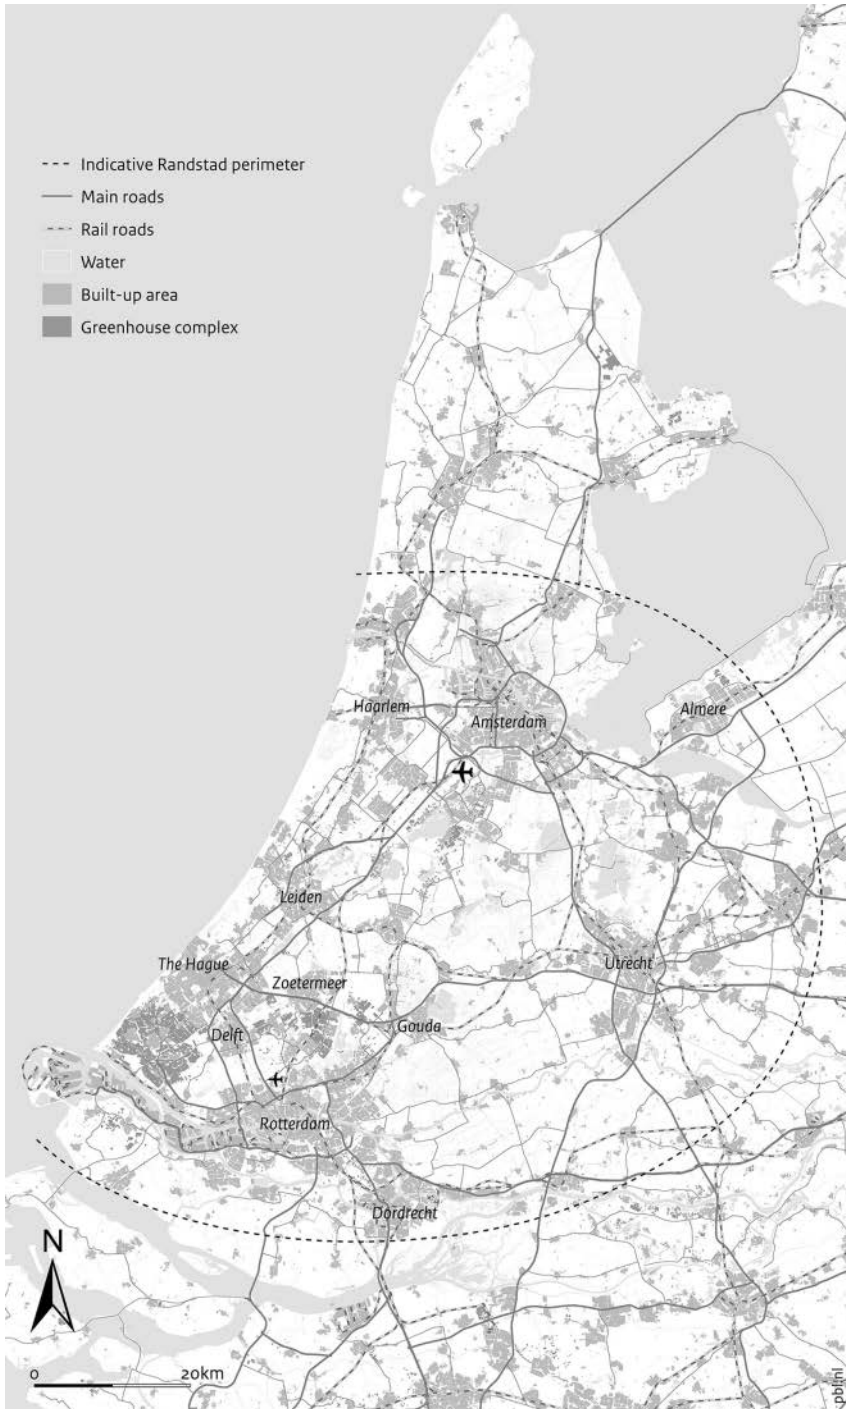 Indicative Randstad perimeter
Main roads
Rail roads
Water
Built-up area
Greenhouse complex
Haarlem
Amsterdam
Almere
Leiden
The Hague
Zoetermeer
Utrecht
Delft
Gouda
Rotterdam
Dordrecht
N
0 20km
pbl.nl